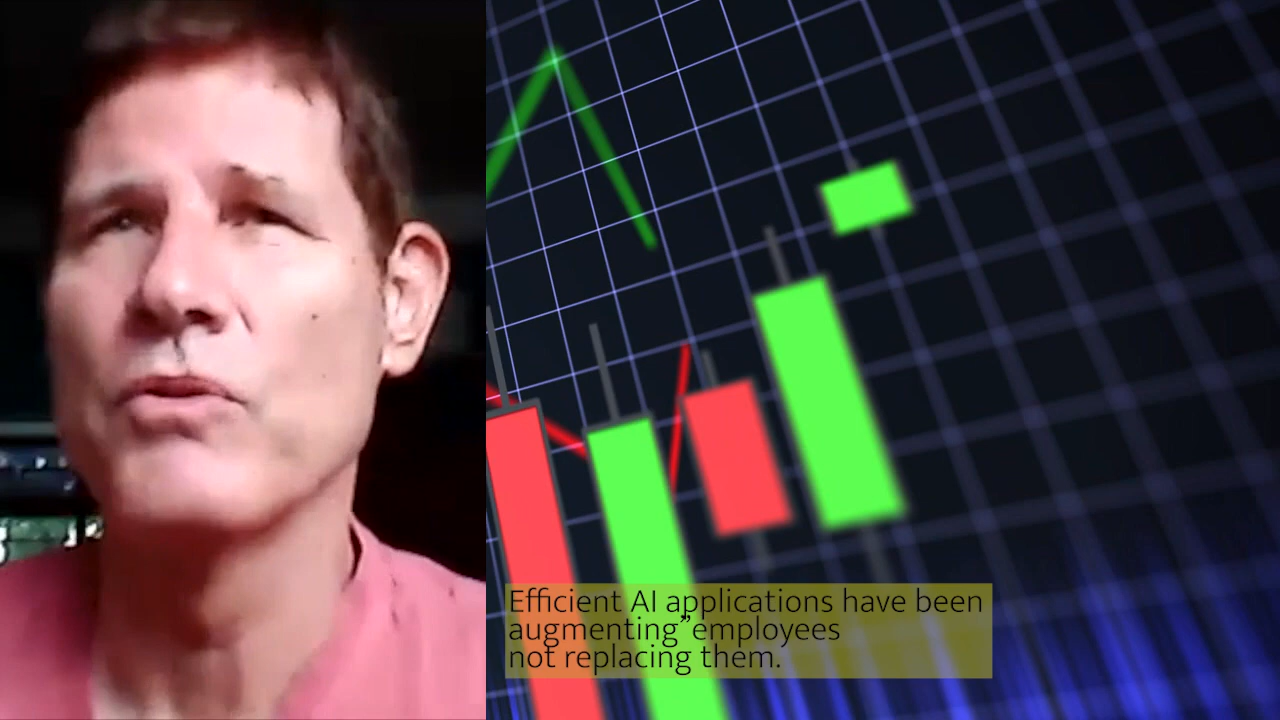 Efficient AI applications have been
augmenting”employees
not replacing them.